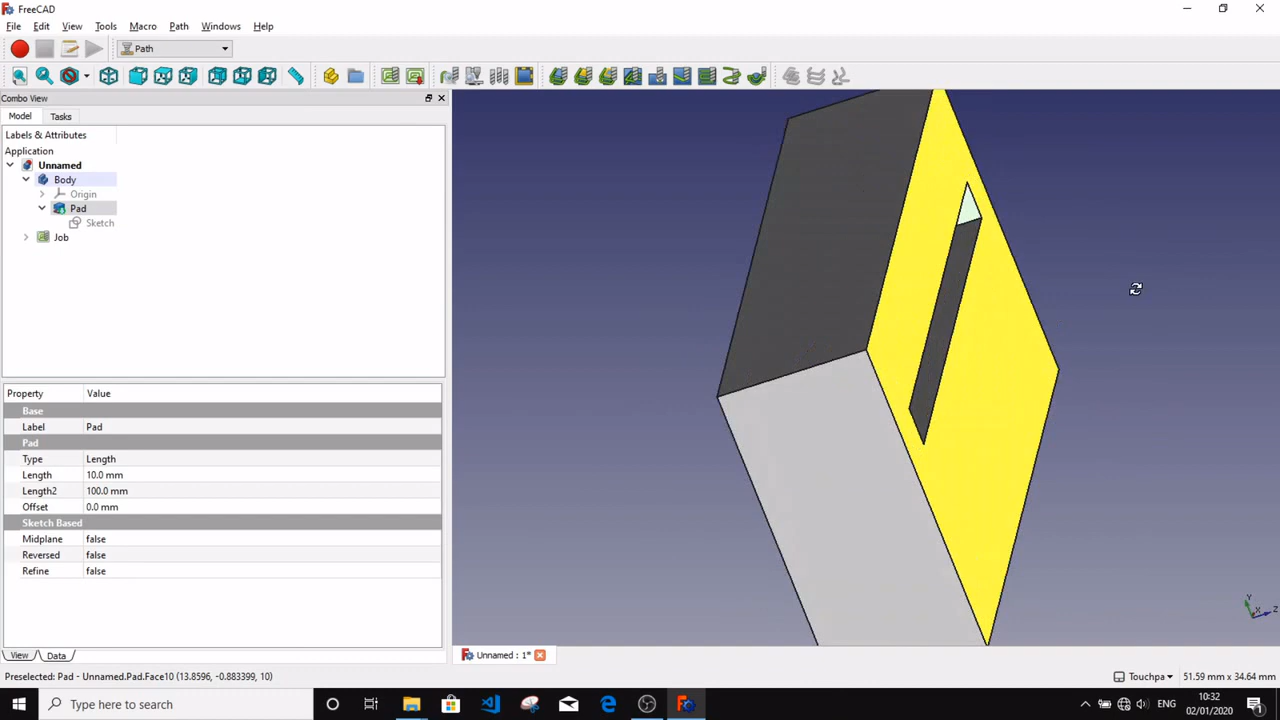 FreeCAD
File Edit View Tools Macro Path Windows Help
Path
Combo View
Model Tasks
Labels & Attributes
Application
Unnamed
Body
Origin
Pad
Sketch
Job
Property Value
Base
Label Pad
Pad
Type Length
Length 10.0 mm
Length2 100.0 mm
Offset 0.0 mm
Sketch Based
Midplane false
Reversed false
Refine false
View Data
Unnamed : 1*
Y
X
Z
Preselected: Pad - Unnamed.Pad.Face10 (13.8596, -0.883399, 10)
Touchpa 51.59 mm x 34.64 mm
Type here to search
ENG
10:32
02/01/2020
1